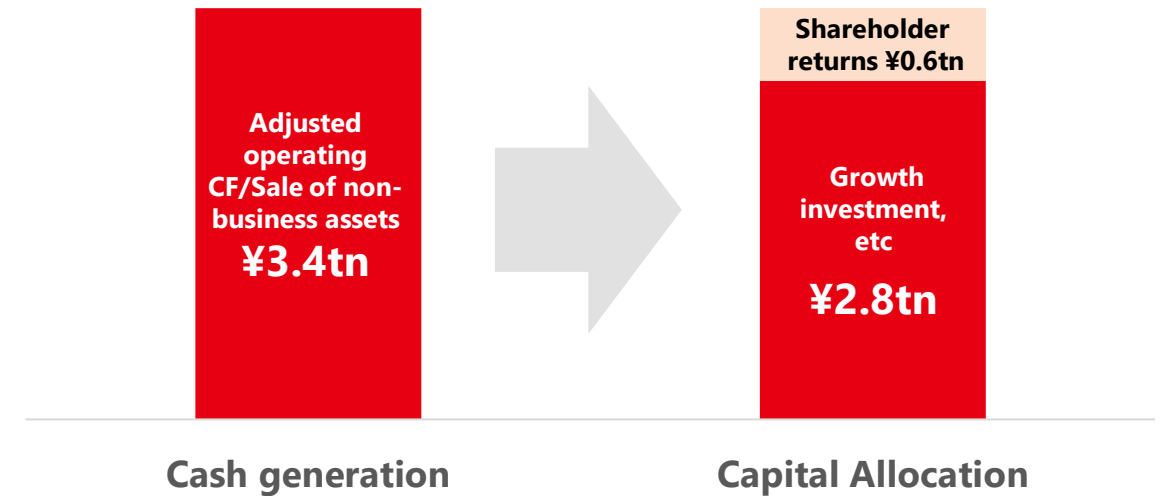 Adjusted
operating
CF/Sale of non-
business assets
¥3.4tn
Shareholder
returns ¥0.6tn
Growth
investment,
etc
¥2.8tn
Cash generation
Capital Allocation